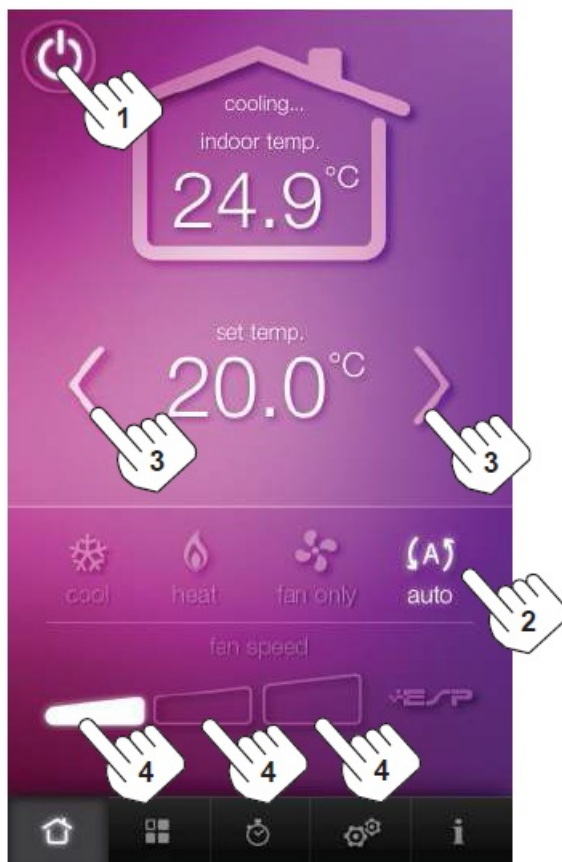 1
cooling...
indoor temp.
24.9°C
set temp.
20.0°C
3
3
cool
heat
fan only
(A)
auto
2
fan speed
ESP
4
4
4
i